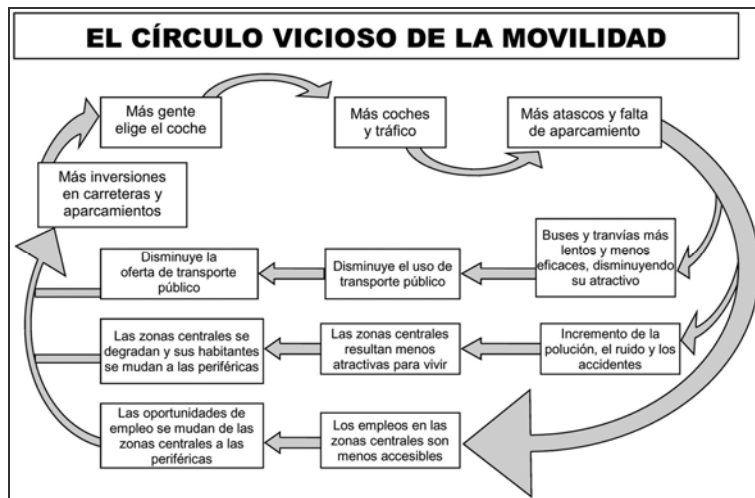 EL CÍRCULO VICIOSO DE LA MOVILIDAD
Más gente
elige el coche
Más coches
y tráfico
Más atascos y falta
de aparcamiento
Más inversiones
en carreteras y
aparcamientos
Buses y tranvías más
lentos y menos
eficaces, disminuyendo
su atractivo
Disminuye el uso de
transporte público
Disminuye la
oferta de transporte
público
Incremento de la
polución, el ruido y los
accidentes
Las zonas centrales
resultan menos
atractivas para vivir
Las zonas centrales se
degradan y sus habitantes
se mudan a las periféricas
Los empleos en las
zonas centrales son
menos accesibles
Las oportunidades de
empleo se mudan de las
zonas centrales a las
periféricas